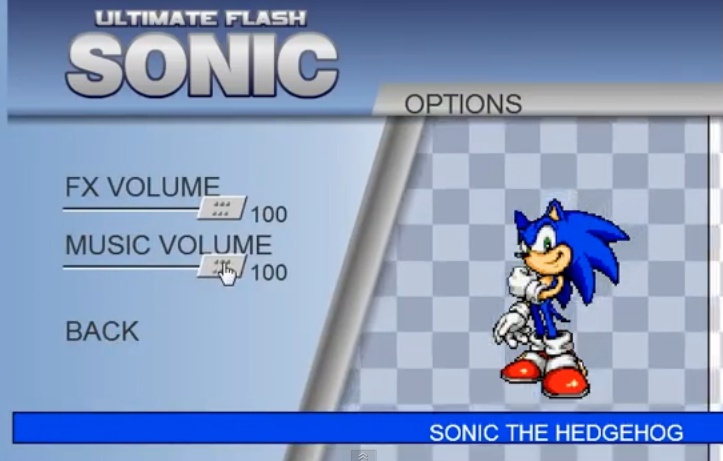 ULTIMATE FLASH
SONIC
OPTIONS
FX VOLUME
100
MUSIC VOLUME
100
BACK
SONIC THE HEDGEHOG